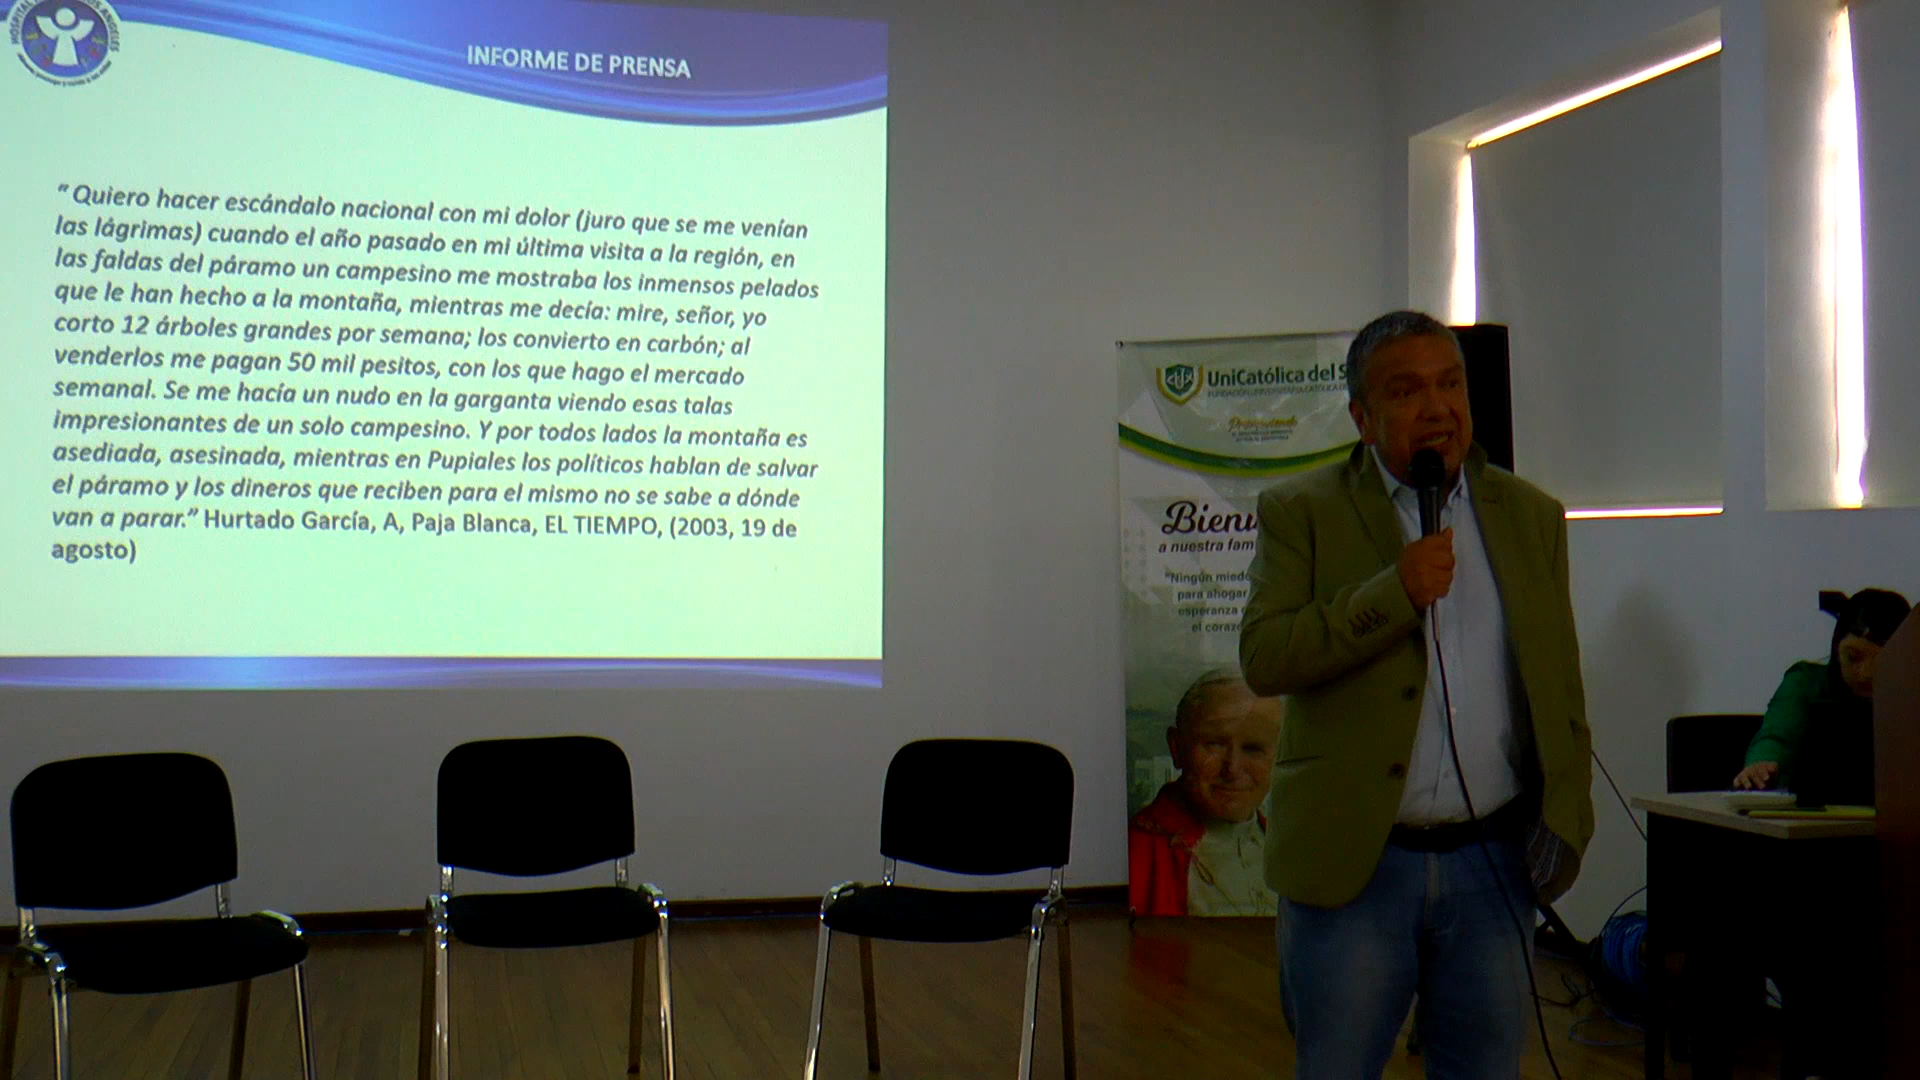 INFORME DE PRENSA
“ Quiero hacer escándalo nacional con mi dolor (juro que se me venían
las lágrimas) cuando el año pasado en mi última visita a la región, en
las faldas del páramo un campesino me mostraba los inmensos pelados
que le han hecho a la montaña, mientras me decía: mire, señor, yo
corto 12 árboles grandes por semana; los convierto en carbón; al
venderlos me pagan 50 mil pesitos, con los que hago el mercado
semanal. Se me hacía un nudo en la garganta viendo esas talas
impresionantes de un solo campesino. Y por todos lados la montaña es
asediada, asesinada, mientras en Pupiales los políticos hablan de salvar
el páramo y los dineros que reciben para el mismo no se sabe a dónde
van a parar.” Hurtado García, A, Paja Blanca, EL TIEMPO, (2003, 19 de
agosto)
UniCatólica del S
Bienv
a nuestra fam
"Ningún miedo
para ahogar
esperanza
el coraz